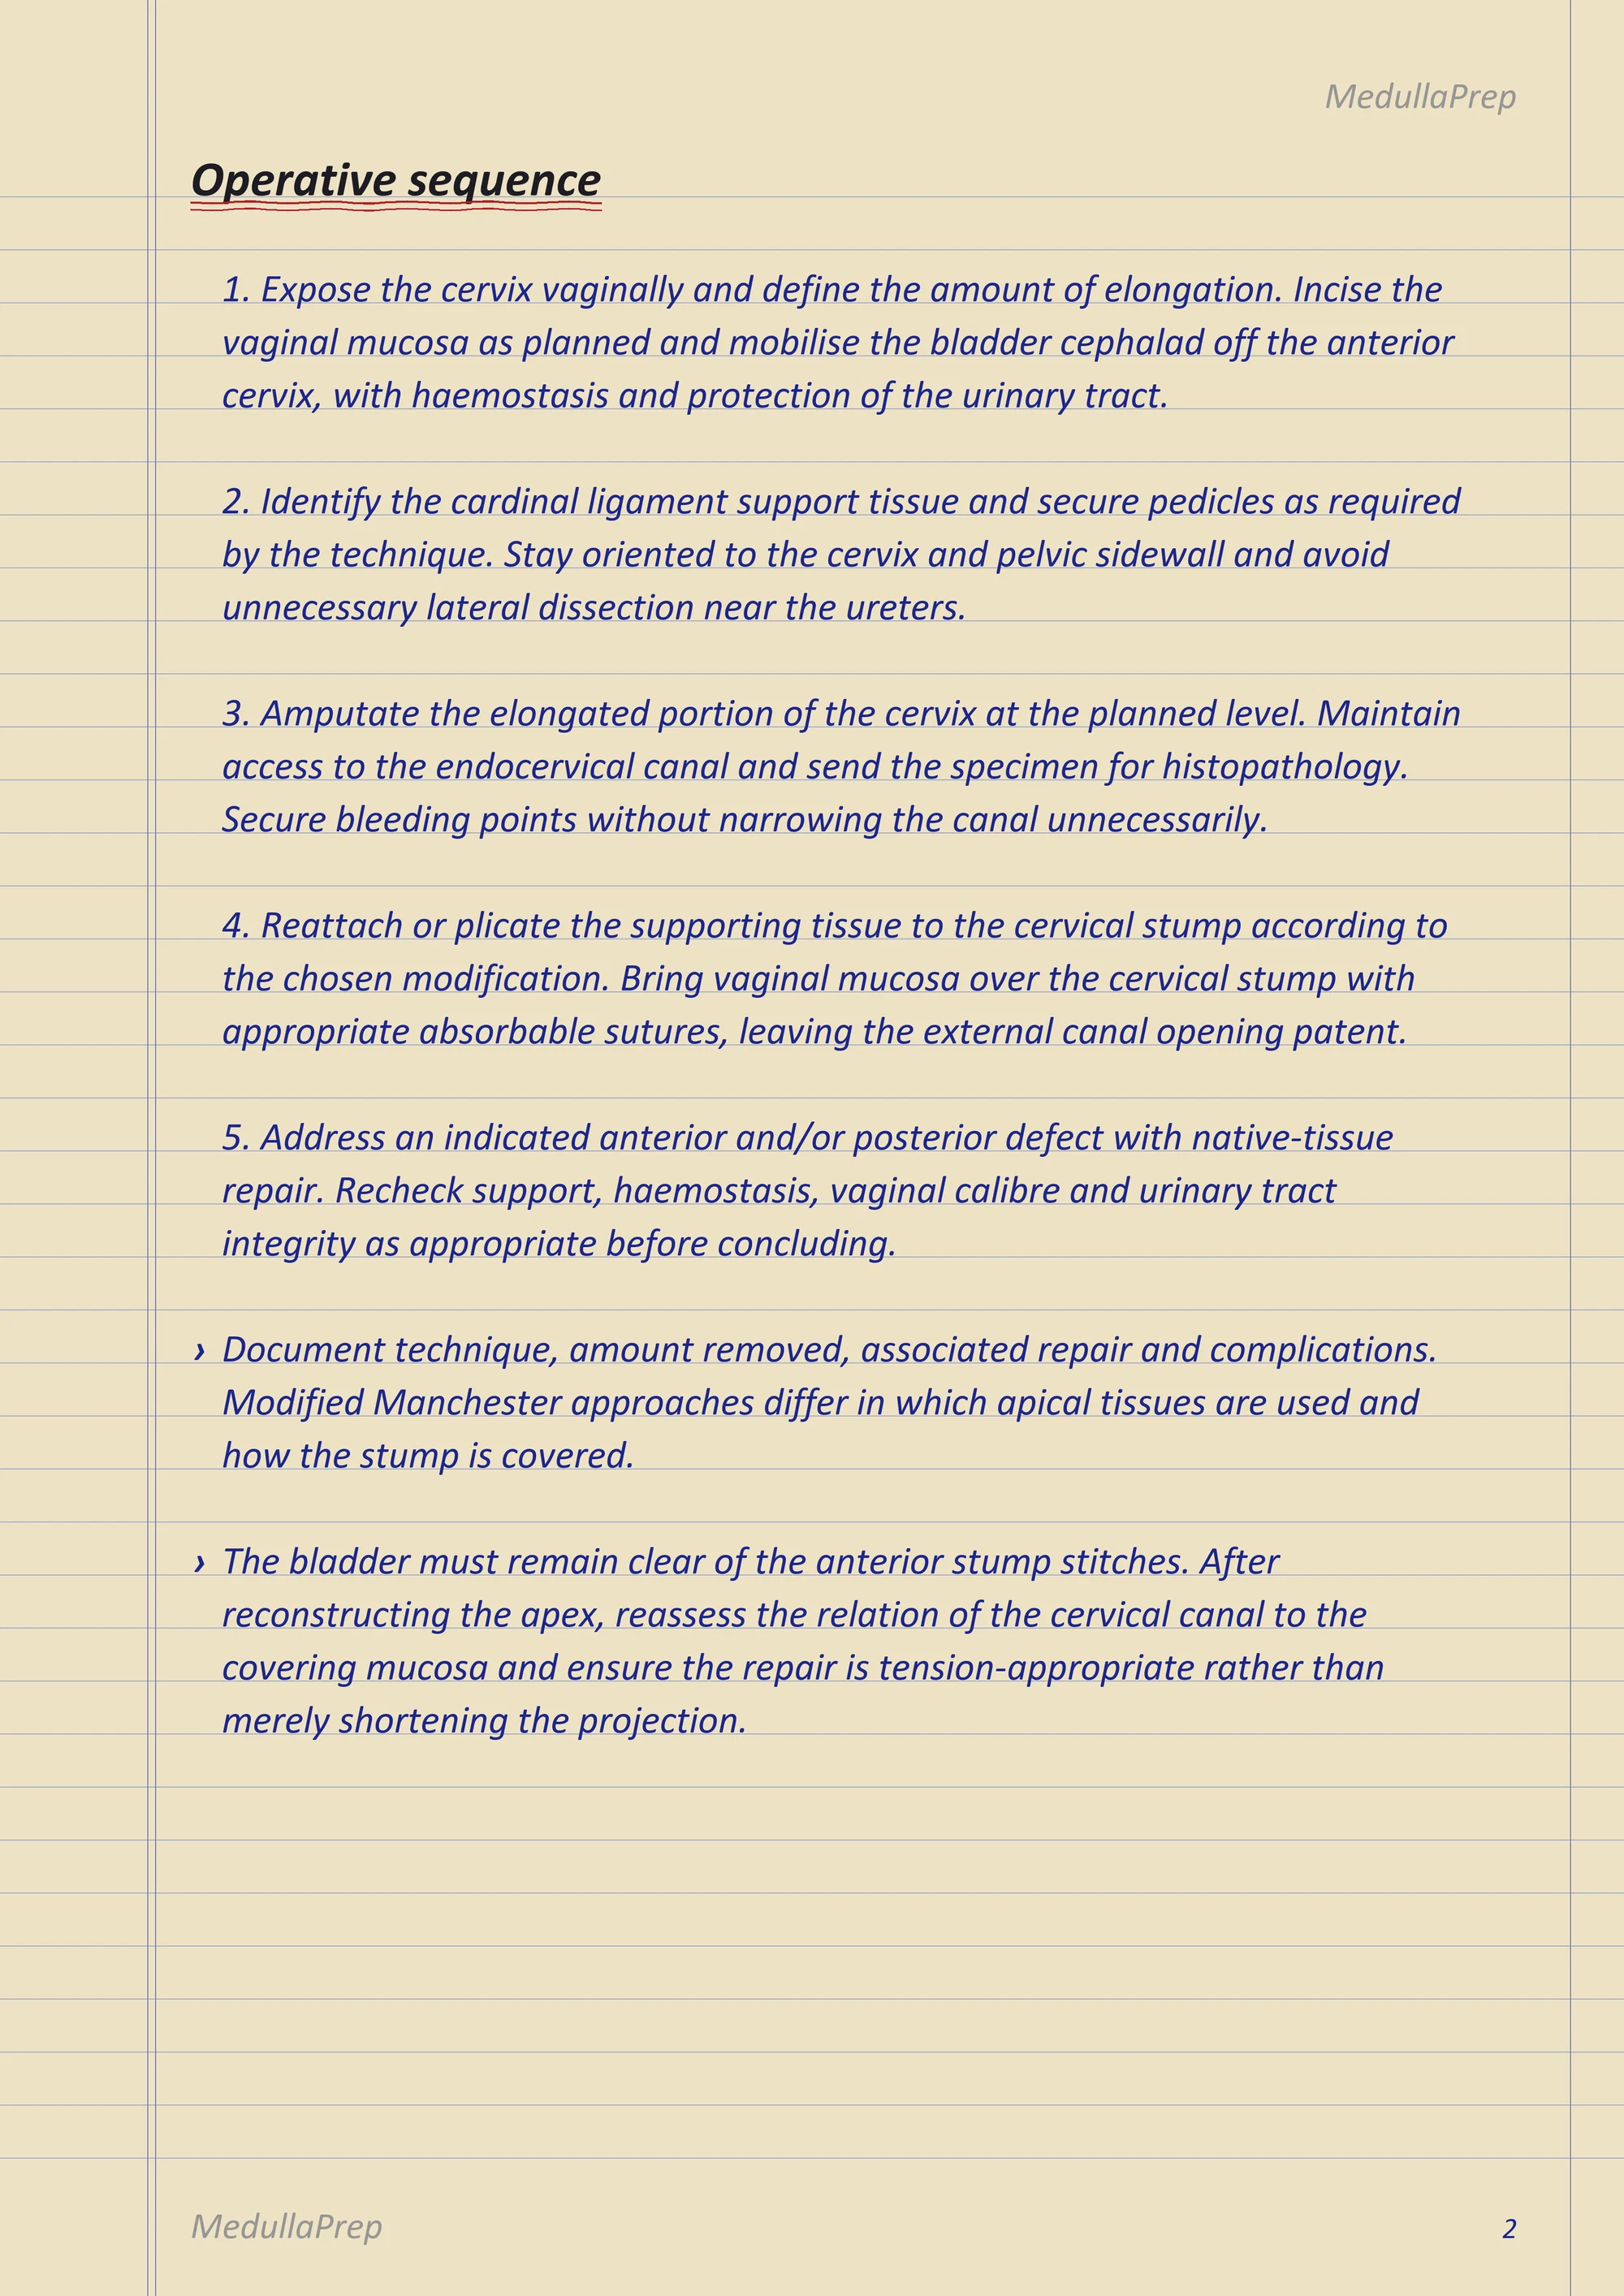 MedullaPrep
Operative sequence
1. Expose the cervix vaginally and define the amount of elongation. Incise the
vaginal mucosa as planned and mobilise the bladder cephalad off the anterior
cervix, with haemostasis and protection of the urinary tract.
2. Identify the cardinal ligament support tissue and secure pedicles as required
by the technique. Stay oriented to the cervix and pelvic sidewall and avoid
unnecessary lateral dissection near the ureters.
3. Amputate the elongated portion of the cervix at the planned level. Maintain
access to the endocervical canal and send the specimen for histopathology.
Secure bleeding points without narrowing the canal unnecessarily.
4. Reattach or plicate the supporting tissue to the cervical stump according to
the chosen modification. Bring vaginal mucosa over the cervical stump with
appropriate absorbable sutures, leaving the external canal opening patent.
5. Address an indicated anterior and/or posterior defect with native-tissue
repair. Recheck support, haemostasis, vaginal calibre and urinary tract
integrity as appropriate before concluding.
› Document technique, amount removed, associated repair and complications.
Modified Manchester approaches differ in which apical tissues are used and
how the stump is covered.
› The bladder must remain clear of the anterior stump stitches. After
reconstructing the apex, reassess the relation of the cervical canal to the
covering mucosa and ensure the repair is tension-appropriate rather than
merely shortening the projection.
MedullaPrep
2